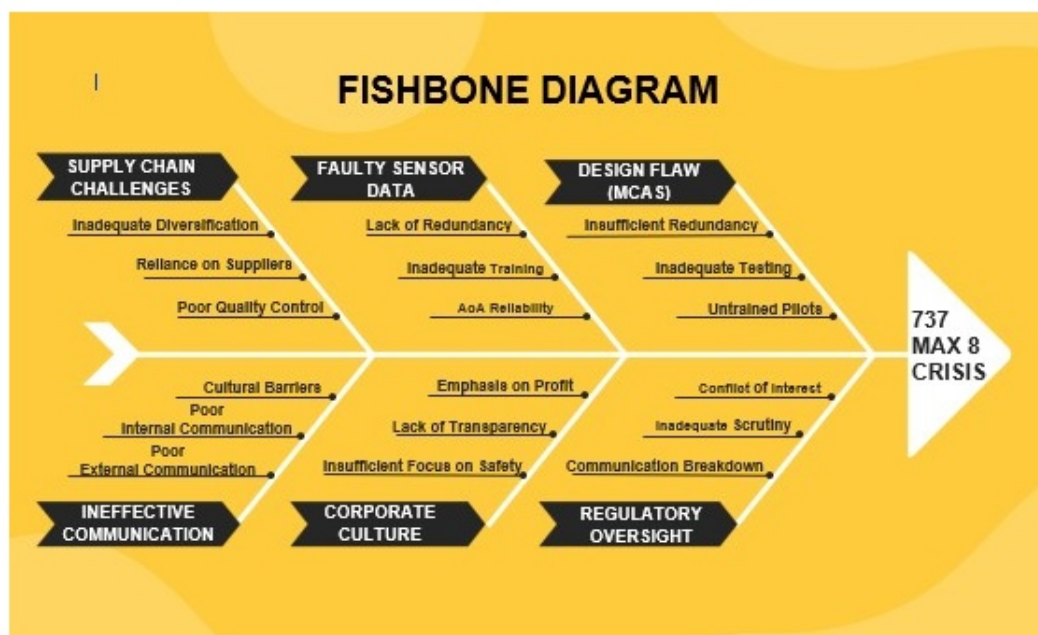 FISHBONE DIAGRAM
SUPPLY CHAIN
CHALLENGES
Inadequate Diversification
Reliance on Suppliers
Poor Quality Control
FAULTY SENSOR
DATA
Lack of Redundancy
Inadequate Training
AoA Reliability
DESIGN FLAW
(MCAS)
Insufficient Redundancy
Inadequate Testing
Untrained Pilots
737
MAX 8
CRISIS
Cultural Barriers
Poor
Internal Communication
Poor
External Communication
INEFFECTIVE
COMMUNICATION
Emphasis on Profit
Lack of Transparency
Insufficient Focus on Safety
CORPORATE
CULTURE
Conflict of Interest
Inadequate Scrutiny
Communication Breakdown
REGULATORY
OVERSIGHT